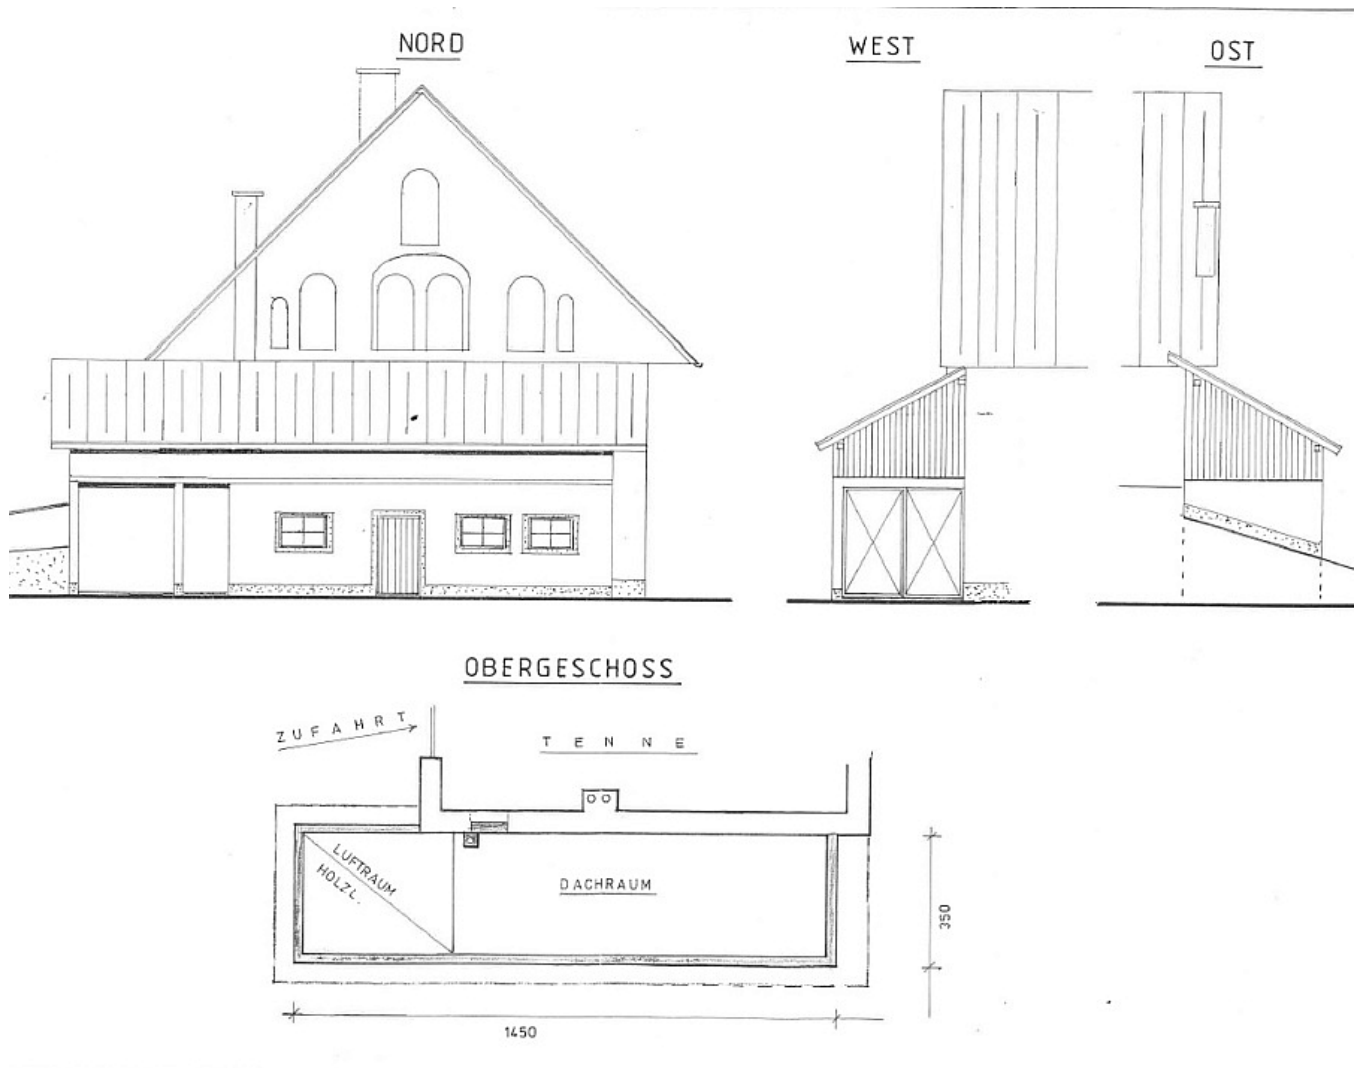 NORD
WEST
OST
OBERGESCHOSS
ZUFAHRT
TENNE
LUFTRAUM
HOLZL.
DACHRAUM
350
1450